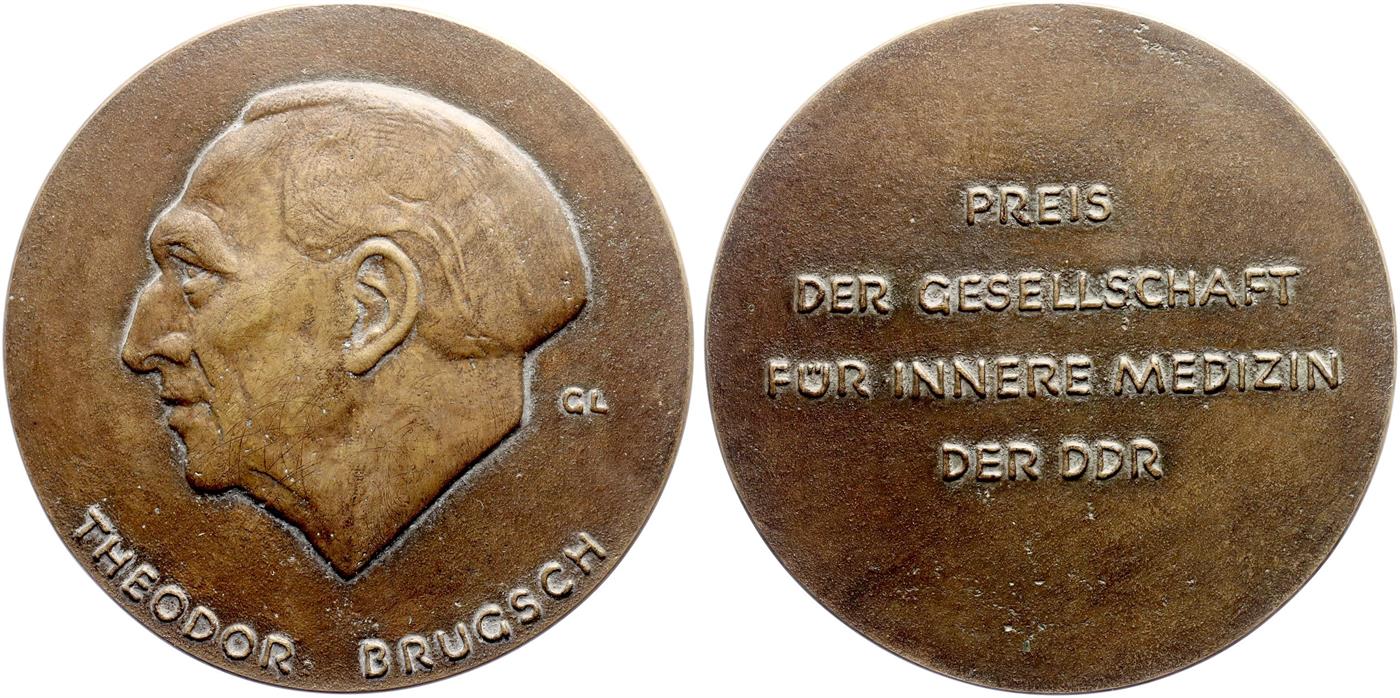 GL
THEODOR BRUGSCH
PREIS
DER GESELLSCHAFT
FÜR INNERE MEDIZIN
DER DDR